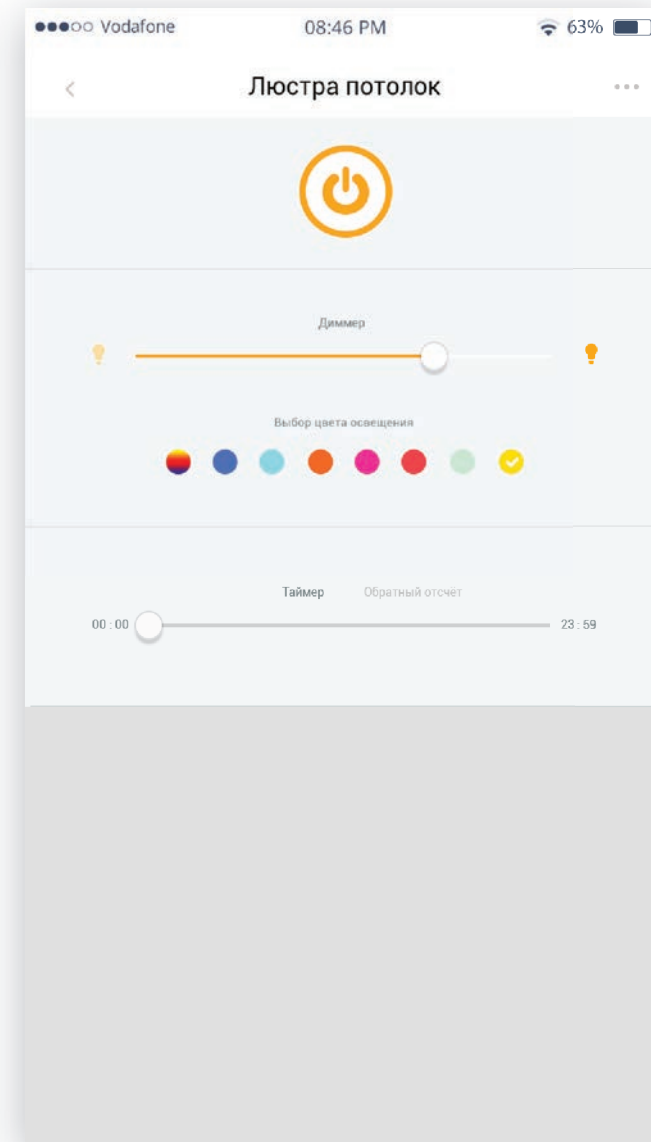 Vodafone 08:46 PM 63%
Люстра потолок
Диммер
Выбор цвета освещения
Таймер Обратный отсчет
00 : 00 23 : 59